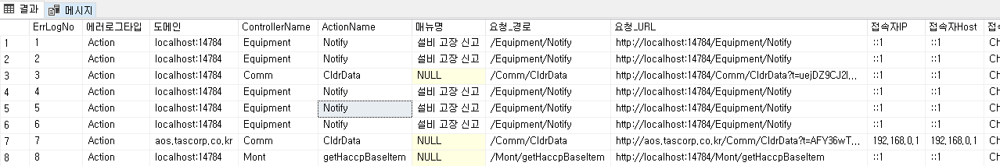 결과 메시지
ErrLogNo 에러로그타입 도메인 ControllerName ActionName 매뉴명 요청_경로 요청_URL 접속자IP 접속자Host 접속
1 1 Action localhost:14784 Equipment Notify 설비 고장 신고 /Equipment/Notify http://localhost:14784/Equipment/Notify ::1 ::1 Ch
2 2 Action localhost:14784 Equipment Notify 설비 고장 신고 /Equipment/Notify http://localhost:14784/Equipment/Notify ::1 ::1 Ch
3 3 Action localhost:14784 Comm CldrData NULL /Comm/CldrData http://localhost:14784/Comm/CldrData?t=uejDZ9CJ2I,,, ::1 ::1 Ch
4 4 Action localhost:14784 Equipment Notify 설비 고장 신고 /Equipment/Notify http://localhost:14784/Equipment/Notify ::1 ::1 Ch
5 5 Action localhost:14784 Equipment Notify 설비 고장 신고 /Equipment/Notify http://localhost:14784/Equipment/Notify ::1 ::1 Ch
6 6 Action localhost:14784 Equipment Notify 설비 고장 신고 /Equipment/Notify http://localhost:14784/Equipment/Notify ::1 ::1 Ch
7 7 Action aos.tascorp.co.kr Comm CldrData NULL /Comm/CldrData http://aos.tascorp.co.kr/Comm/CldrData?t=AFY36wT,,, 192.168.0.1 192.168.0.1 Ch
8 8 Action localhost:14784 Mont getHaccpBaseItem NULL /Mont/getHaccpBaseItem http://localhost:14784/Mont/getHaccpBaseItem ::1 ::1 Ch